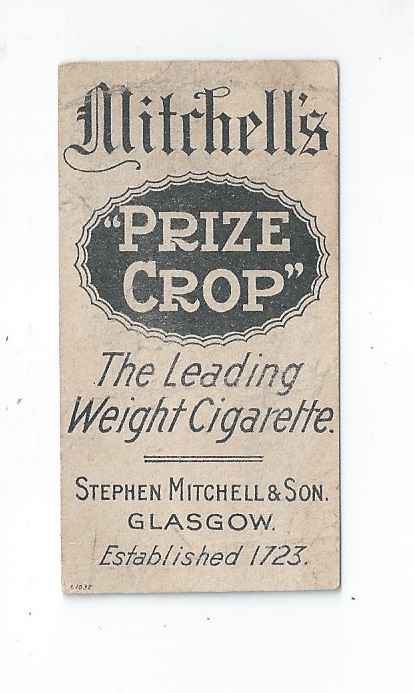 Mitchell's
"PRIZE
CROP"
The Leading
Weight Cigarette.
STEPHEN MITCHELL & SON.
GLASGOW.
Established 1723.